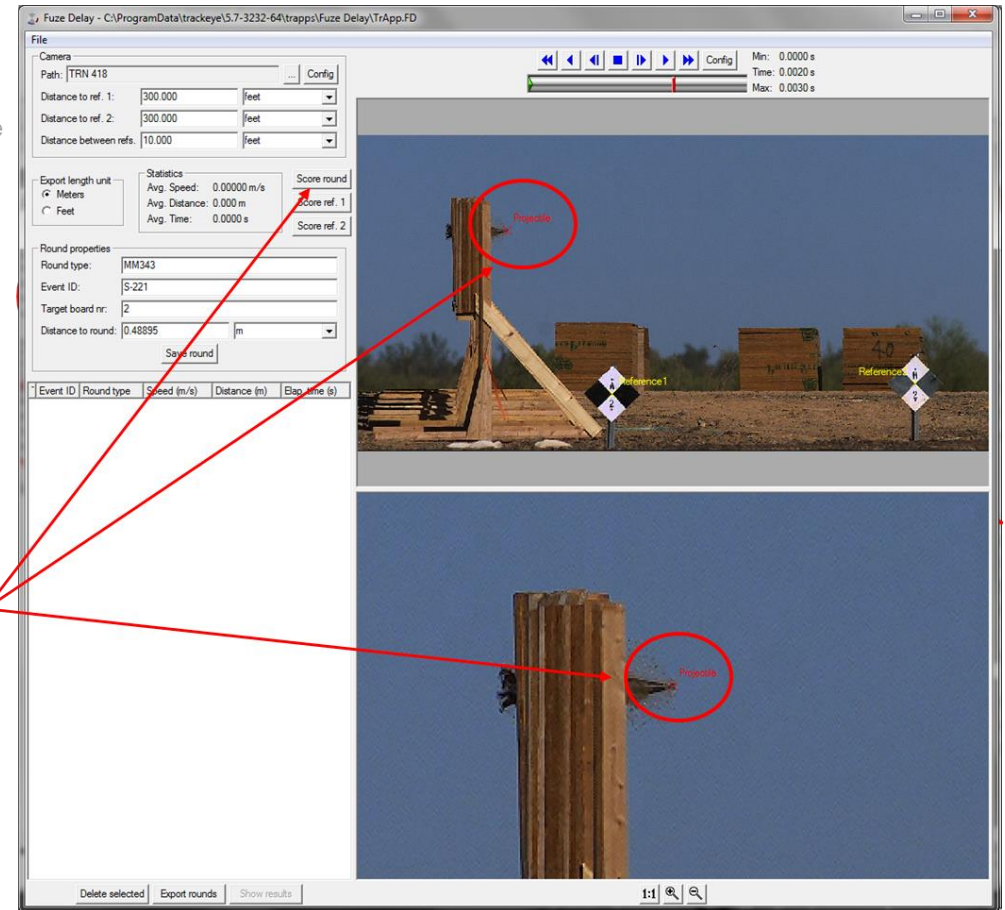 Fuze Delay - C:\ProgramData\trackeye\5.7-3232-64\trapps\Fuze Delay\TrApp.FD
File
Camera
Path: TRN 418 ... Config
Distance to ref. 1: 300.000 feet
Distance to ref. 2: 300.000 feet
Distance between refs. 10.000 feet
Export length unit
Meters
Feet
Statistics
Avg. Speed: 0.00000 m/s
Avg. Distance: 0.000 m
Avg. Time: 0.0000 s
Score round
Score ref. 1
Score ref. 2
Round properties
Round type: MM343
Event ID: S-221
Target board nr: 2
Distance to round: 0.48895 m
Save round
Event ID Round type Speed (m/s) Distance (m) Elap. time (s)
Delete selected Export rounds Show results
Config
Min: 0.0000 s
Time: 0.0020 s
Max: 0.0030 s
Projectile
40
Reference1
Reference
A
2
2
Projectile
1:1